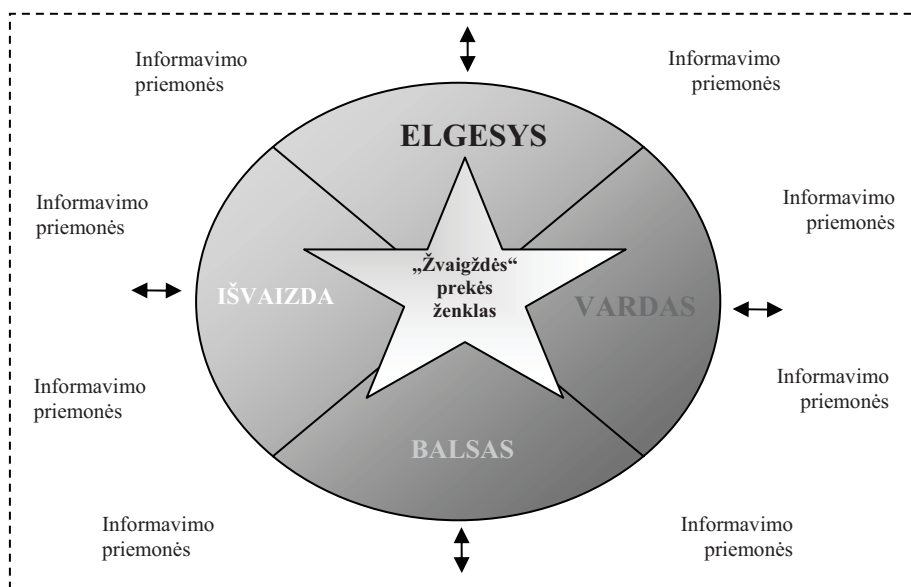 Informavimo
priemonės
Informavimo
priemonės
ELGESYS
Informavimo
priemonės
Informavimo
priemonės
„Žvaigždės“
prekės
ženklas
IŠVAIZDA
VARDAS
Informavimo
priemonės
Informavimo
priemonės
BALSAS
Informavimo
priemonės
Informavimo
priemonės